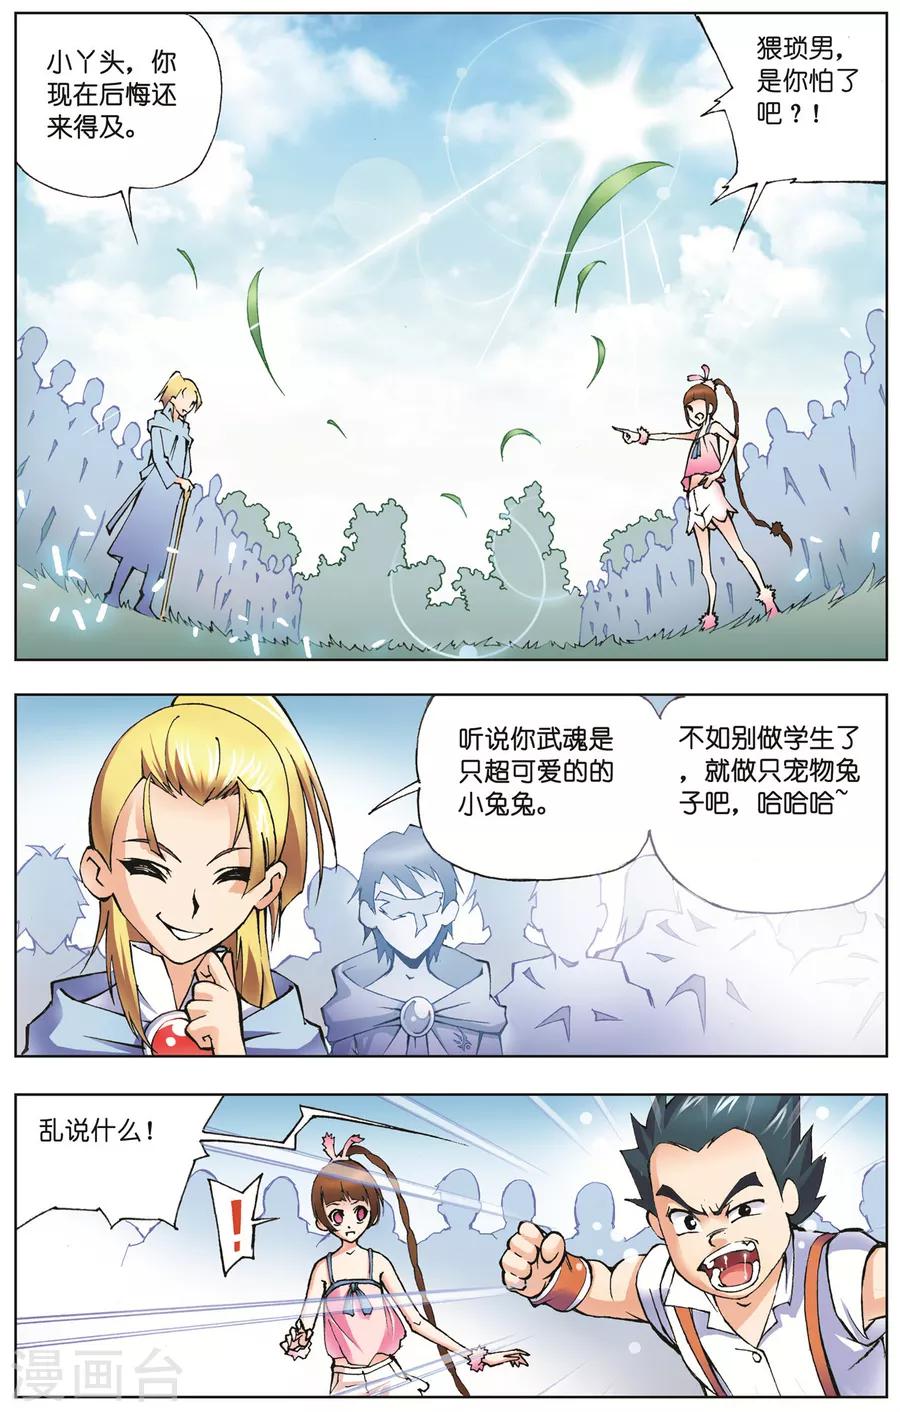 小丫头，你
现在后悔还
来得及。
猥琐男，
是你怕了
吧？！
听说你武魂是
只超可爱的的
小兔兔。
不如别做学生了
，就做只宠物兔
子吧，哈哈哈~
乱说什么！
！
漫画台